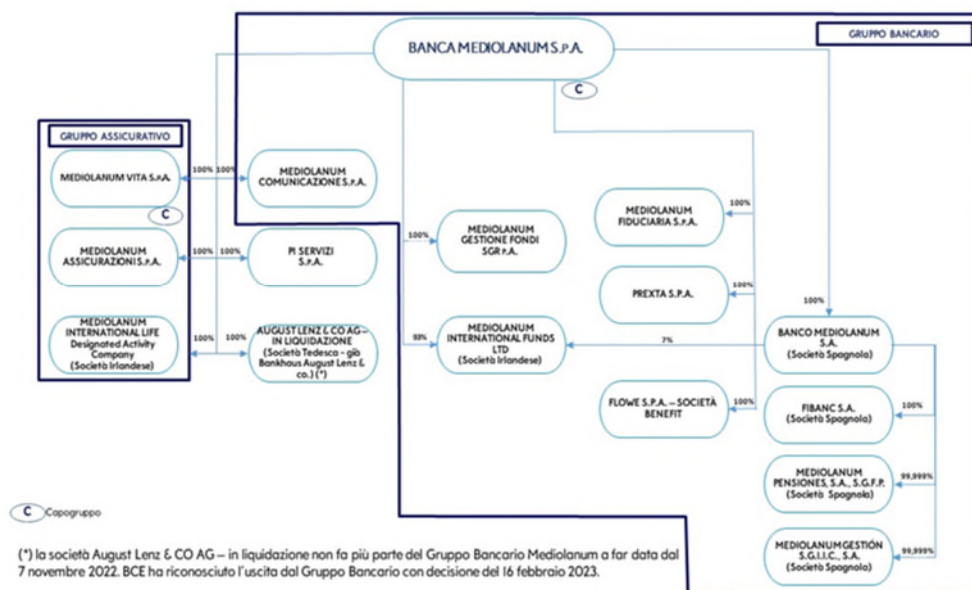 BANCA MEDIOLANUM S.P.A.
GRUPPO BANCARIO
C
GRUPPO ASSICURATIVO
MEDIOLANUM VITA S.P.A.
C
100%
100%
MEDIOLANUM
COMUNICAZIONE S.P.A.
MEDIOLANUM
ASSICURAZIONI S.P.A.
100%
100%
PI SERVIZI
S.P.A.
MEDIOLANUM
INTERNATIONAL LIFE
Designated Activity
Company
(Società Irlandese)
100%
100%
AUGUST LENZ & CO AG –
IN LIQUIDAZIONE
(Società Tedesca - già
Bankhaus August Lenz &
co.) (*)
100%
MEDIOLANUM
GESTIONE FONDI
SGR P.A.
93%
MEDIOLANUM
INTERNATIONAL FUNDS
LTD
(Società Irlandese)
7%
MEDIOLANUM
FIDUCIARIA S.P.A.
100%
PREXTA S.P.A.
100%
FLOWE S.P.A. – SOCIETÀ
BENEFIT
100%
100%
BANCO MEDIOLANUM
S.A.
(Società Spagnola)
FIBANC S.A.
(Società Spagnola)
100%
MEDIOLANUM
PENSIONES, S.A., S.G.F.P.
(Società Spagnola)
99,999%
MEDIOLANUM GESTIÓN
S.G.I.I.C., S.A.
(Società Spagnola)
99,999%
C Capogruppo
(*) la società August Lenz & CO AG – in liquidazione non fa più parte del Gruppo Bancario Mediolanum a far data dal
7 novembre 2022. BCE ha riconosciuto l'uscita dal Gruppo Bancario con decisione del 16 febbraio 2023.